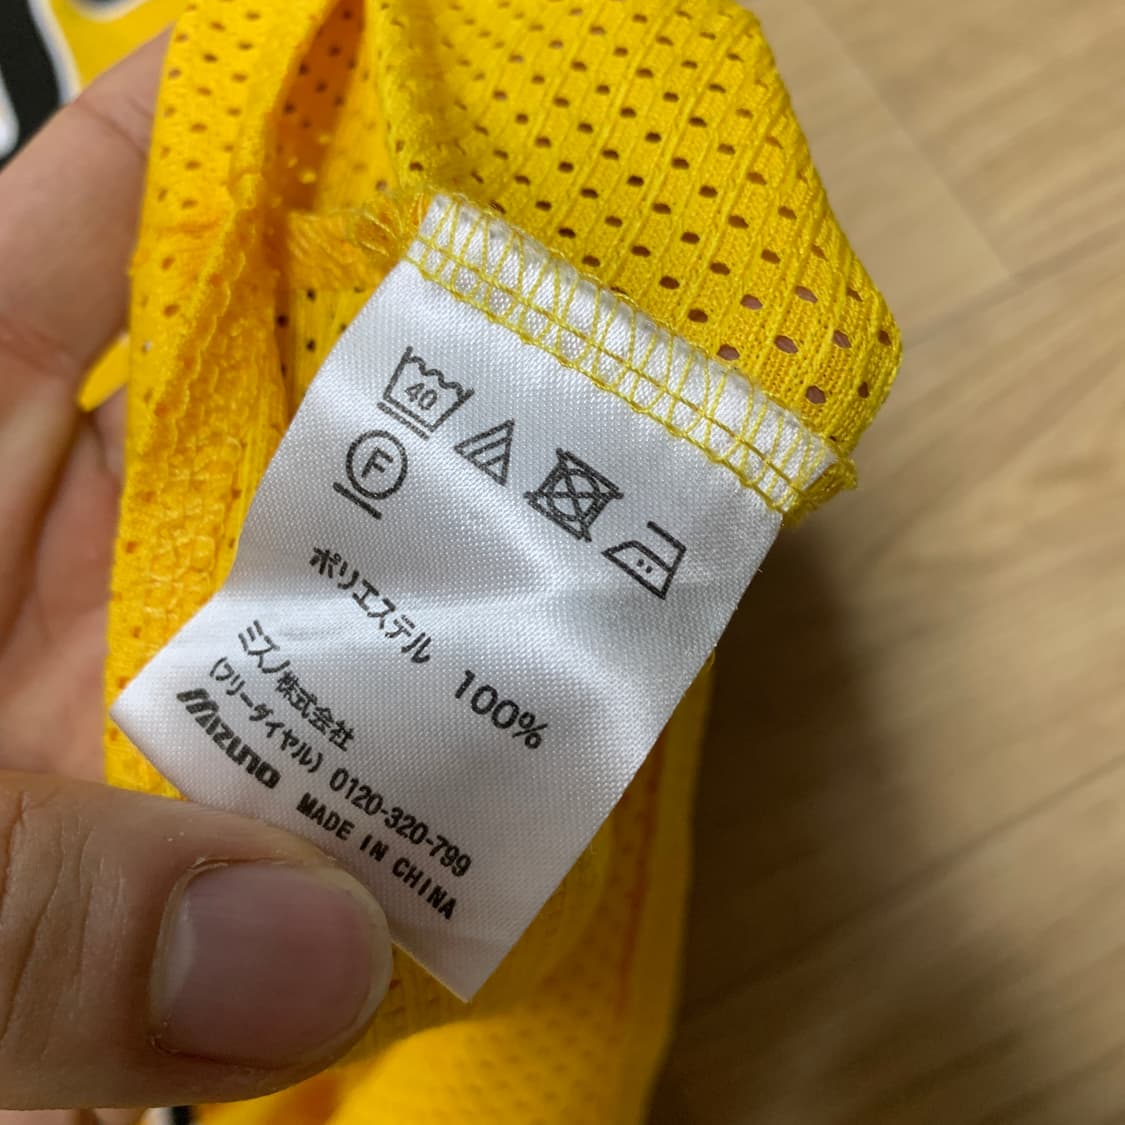 40
F
ポリエステル 100%
ミズノ株式会社
(フリーダイヤル) 0120-320-799
MIZUNO MADE IN CHINA